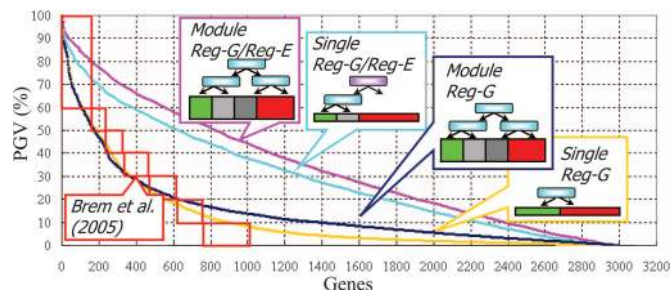 100
90
80
70
60
50
40
30
20
10
0
PGV (%)
Module
Reg-G/Reg-E
Single
Reg-G/Reg-E
Module
Reg-G
Single
Reg-G
Brem et al.
(2005)
0 200 400 600 800 1000 1200 1400 1600 1800 2000 2200 2400 2600 2800 3000 3200
Genes